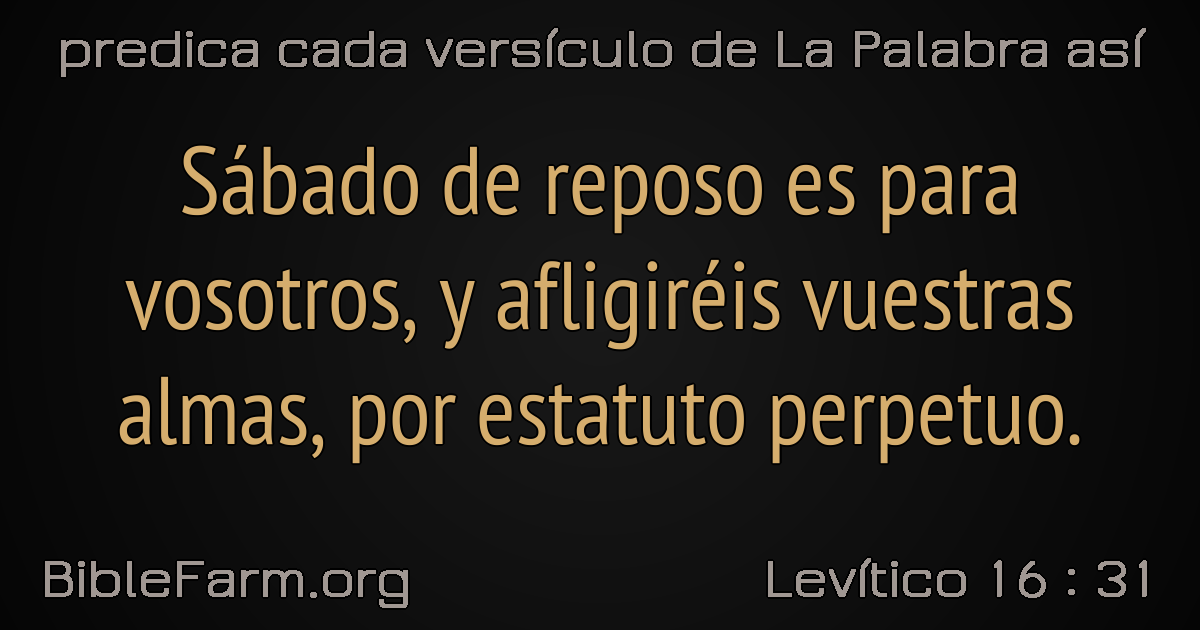 predica cada versículo de La Palabra así
Sábado de reposo es para
vosotros, y afligiréis vuestras
almas, por estatuto perpetuo.
BibleFarm.org
Levítico 16 : 31